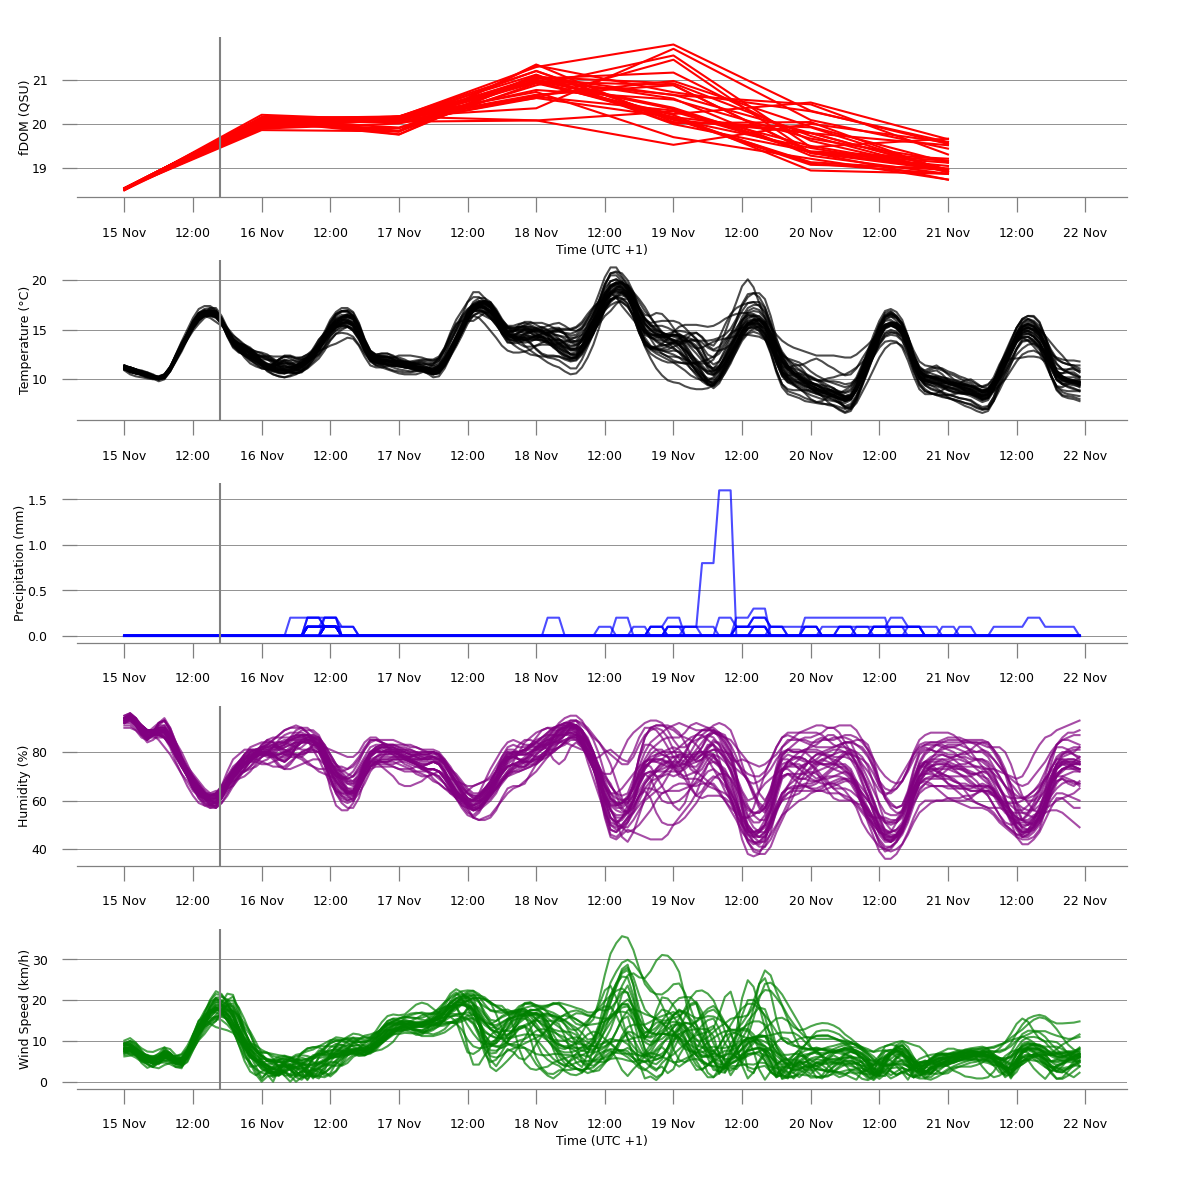 fDOM (QSU)
21
20
19
15 Nov 12:00 16 Nov 12:00 17 Nov 12:00 18 Nov 12:00 19 Nov 12:00 20 Nov 12:00 21 Nov 12:00 22 Nov
Time (UTC +1)
Temperature (°C)
20
15
10
15 Nov 12:00 16 Nov 12:00 17 Nov 12:00 18 Nov 12:00 19 Nov 12:00 20 Nov 12:00 21 Nov 12:00 22 Nov
Precipitation (mm)
1.5
1.0
0.5
0.0
15 Nov 12:00 16 Nov 12:00 17 Nov 12:00 18 Nov 12:00 19 Nov 12:00 20 Nov 12:00 21 Nov 12:00 22 Nov
Humidity (%)
80
60
40
15 Nov 12:00 16 Nov 12:00 17 Nov 12:00 18 Nov 12:00 19 Nov 12:00 20 Nov 12:00 21 Nov 12:00 22 Nov
Wind Speed (km/h)
30
20
10
0
15 Nov 12:00 16 Nov 12:00 17 Nov 12:00 18 Nov 12:00 19 Nov 12:00 20 Nov 12:00 21 Nov 12:00 22 Nov
Time (UTC +1)